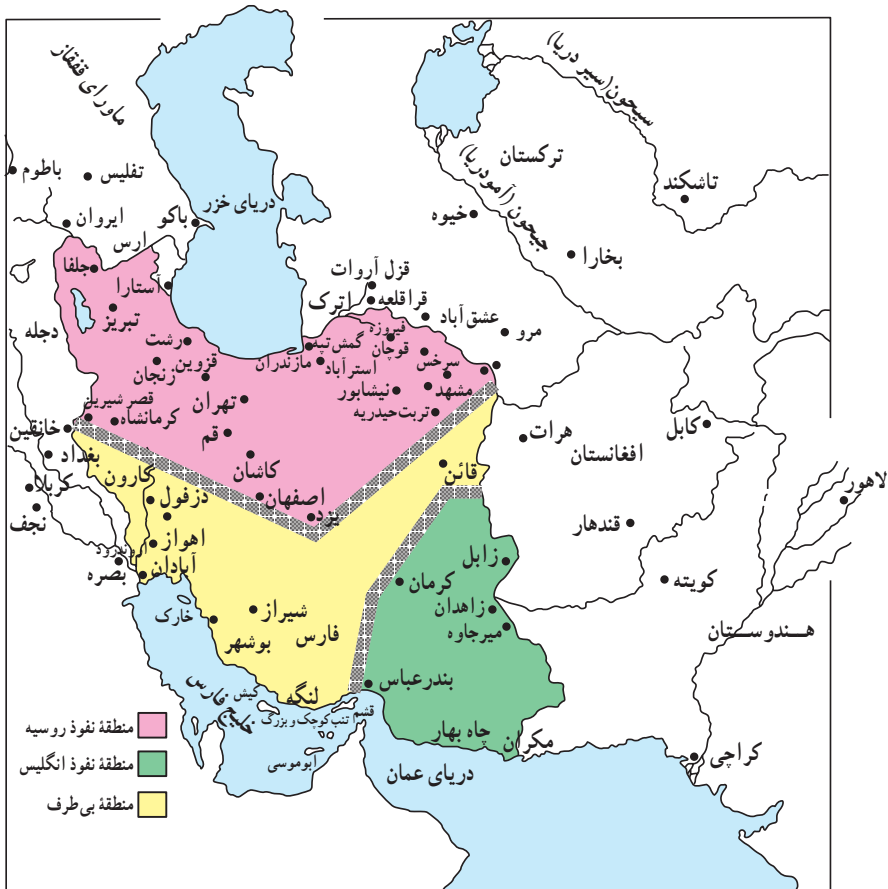 ماورای قفقاز
سیحون (سیر دریا)
ترکستان
جیحون (آمودریا)
باطوم
تفلیس
تاشکند
دریای خزر
خیوه
ایروان
باکو
ارس
بخارا
جلفا
آستارا
قزل آروات
قراقلعه
اترک
عشق آباد
مرو
تبریز
دجله
رشت
فیروزه
گمش تپه
قوچان
مازندران
استرآباد
سرخس
قزوین
زنجان
مشهد
نیشابور
تربت حیدریه
قصر شیرین
کرمانشاه
تهران
خانقین
قم
هرات
افغانستان
کابل
بغداد
کاشان
قائن
کارون
کربلا
لاهور
دزفول
اصفهان
یزد
نجف
قندهار
اهواز
اروندرود
بصره
آبادان
زابل
کرمان
کویته
خارک
شیراز
فارس
بوشهر
زاهدان
میرجاوه
هندوستان
بندرعباس
خلیج فارس
کیش
لنگه
قشم
تنب کوچک و بزرگ
ابوموسی
چاه بهار
مکران
کراچی
دریای عمان
منطقهٔ نفوذ روسیه
منطقهٔ نفوذ انگلیس
منطقهٔ بی‌طرف